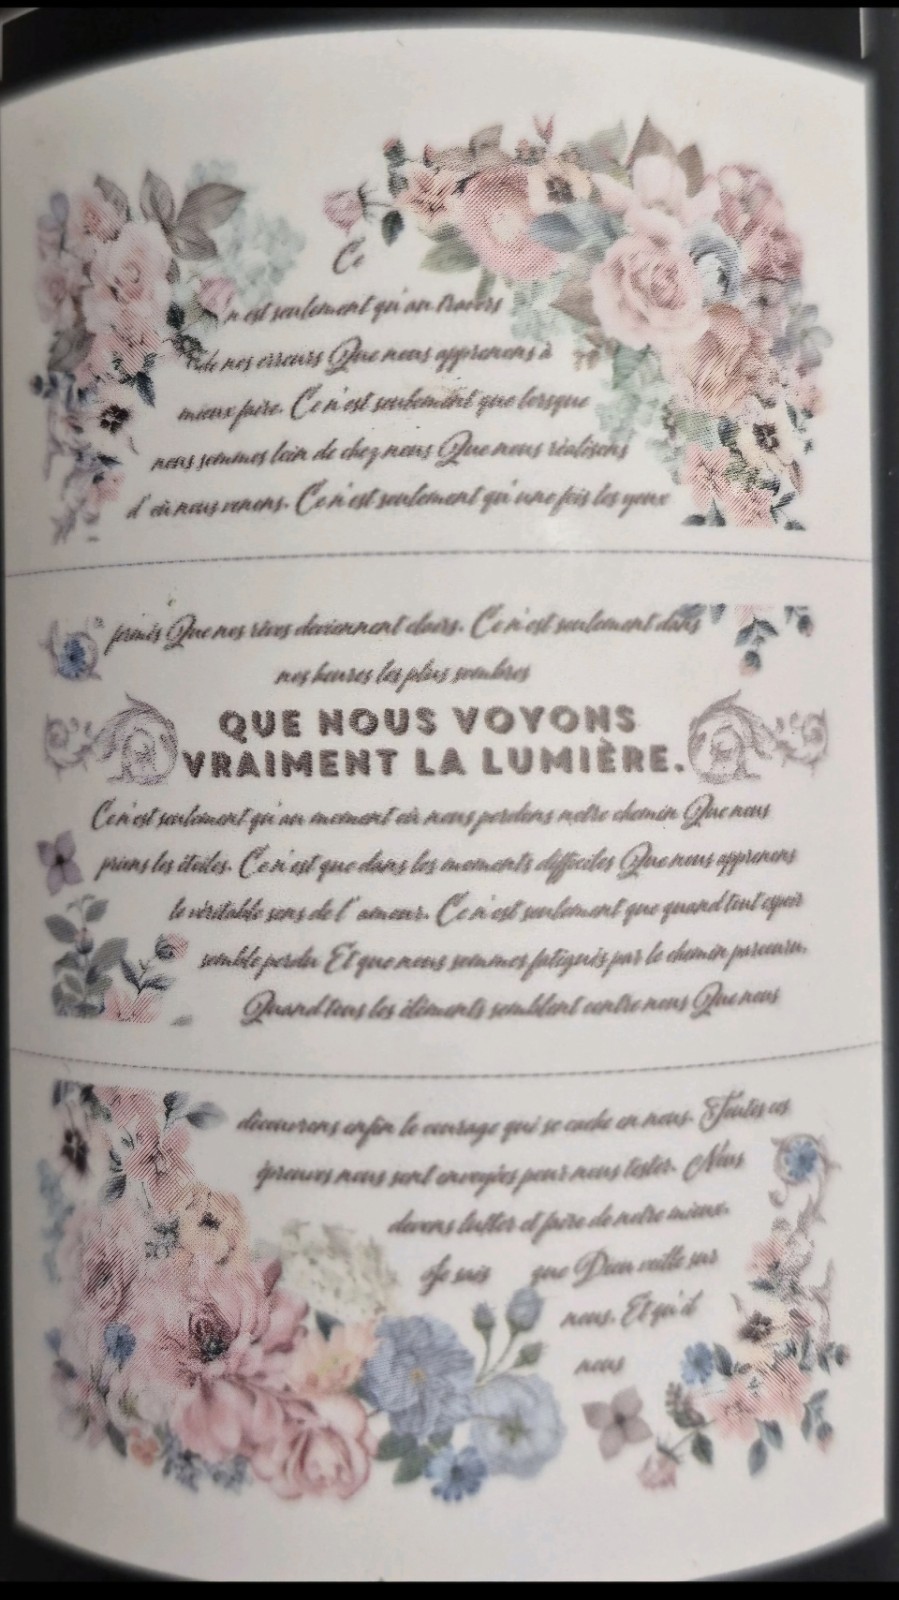 Ce
n'est seulement qu'au travers
de nos erreurs Que nous apprenons à
mieux faire. Ce n'est seulement que lorsque
nous sommes loin de chez nous Que nous réalisons
d'où nous venons. Ce n'est seulement qu'une fois les yeux
fermés Que nos rêves deviennent clairs. Ce n'est seulement dans
nos heures les plus sombres
QUE NOUS VOYONS
VRAIMENT LA LUMIÈRE.
Ce n'est seulement qu'au moment où nous perdons notre chemin Que nous
prions les étoiles. Ce n'est que dans les moments difficiles Que nous apprenons
le véritable sens de l'amour. Ce n'est seulement que quand tout espoir
semble perdu Et que nous sommes fatigués par le chemin parcouru.
Quand tous les éléments semblent contre nous Que nous
découvrons enfin le courage qui se cache en nous. Toutes ces
épreuves nous sont envoyées pour nous tester. Nous
devons lutter et faire de notre mieux.
Je sais que Dieu veille sur
nous. Et qu'il
nous